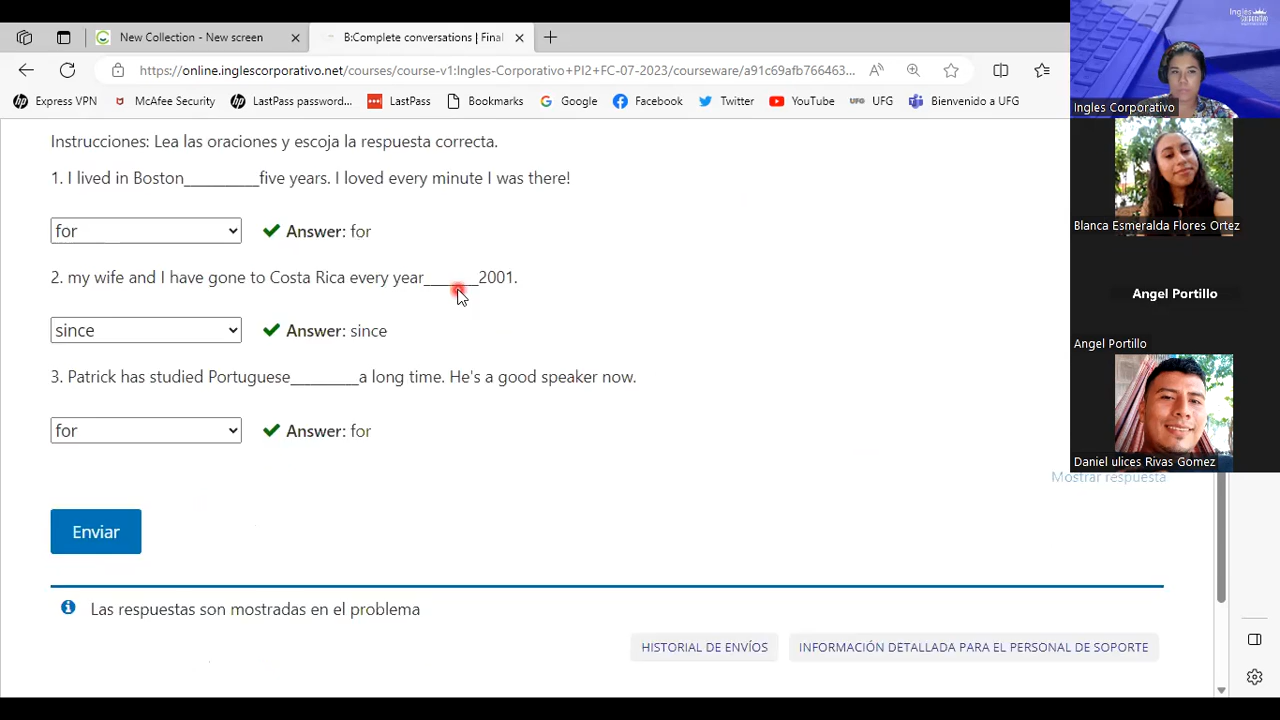 New Collection - New screen
B:Complete conversations | Final
https://online.inglescorporativo.net/courses/course-v1:Ingles-Corporativo+PI2+FC-07-2023/courseware/a91c69afb766463...
Express VPN
McAfee Security
LastPass password...
LastPass
Bookmarks
Google
Facebook
Twitter
YouTube
UFG
UFG
Bienvenido a UFG
Instrucciones: Lea las oraciones y escoja la respuesta correcta.
1. I lived in Boston__________five years. I loved every minute I was there!
for
Answer: for
2. my wife and I have gone to Costa Rica every year_______2001.
since
Answer: since
3. Patrick has studied Portuguese_________a long time. He's a good speaker now.
for
Answer: for
Mostrar respuesta
Enviar
Las respuestas son mostradas en el problema
HISTORIAL DE ENVÍOS
INFORMACIÓN DETALLADA PARA EL PERSONAL DE SOPORTE
Ingles
Corporativo
Ingles Corporativo
Blanca Esmeralda Flores Ortez
Angel Portillo
Angel Portillo
Daniel ulices Rivas Gomez